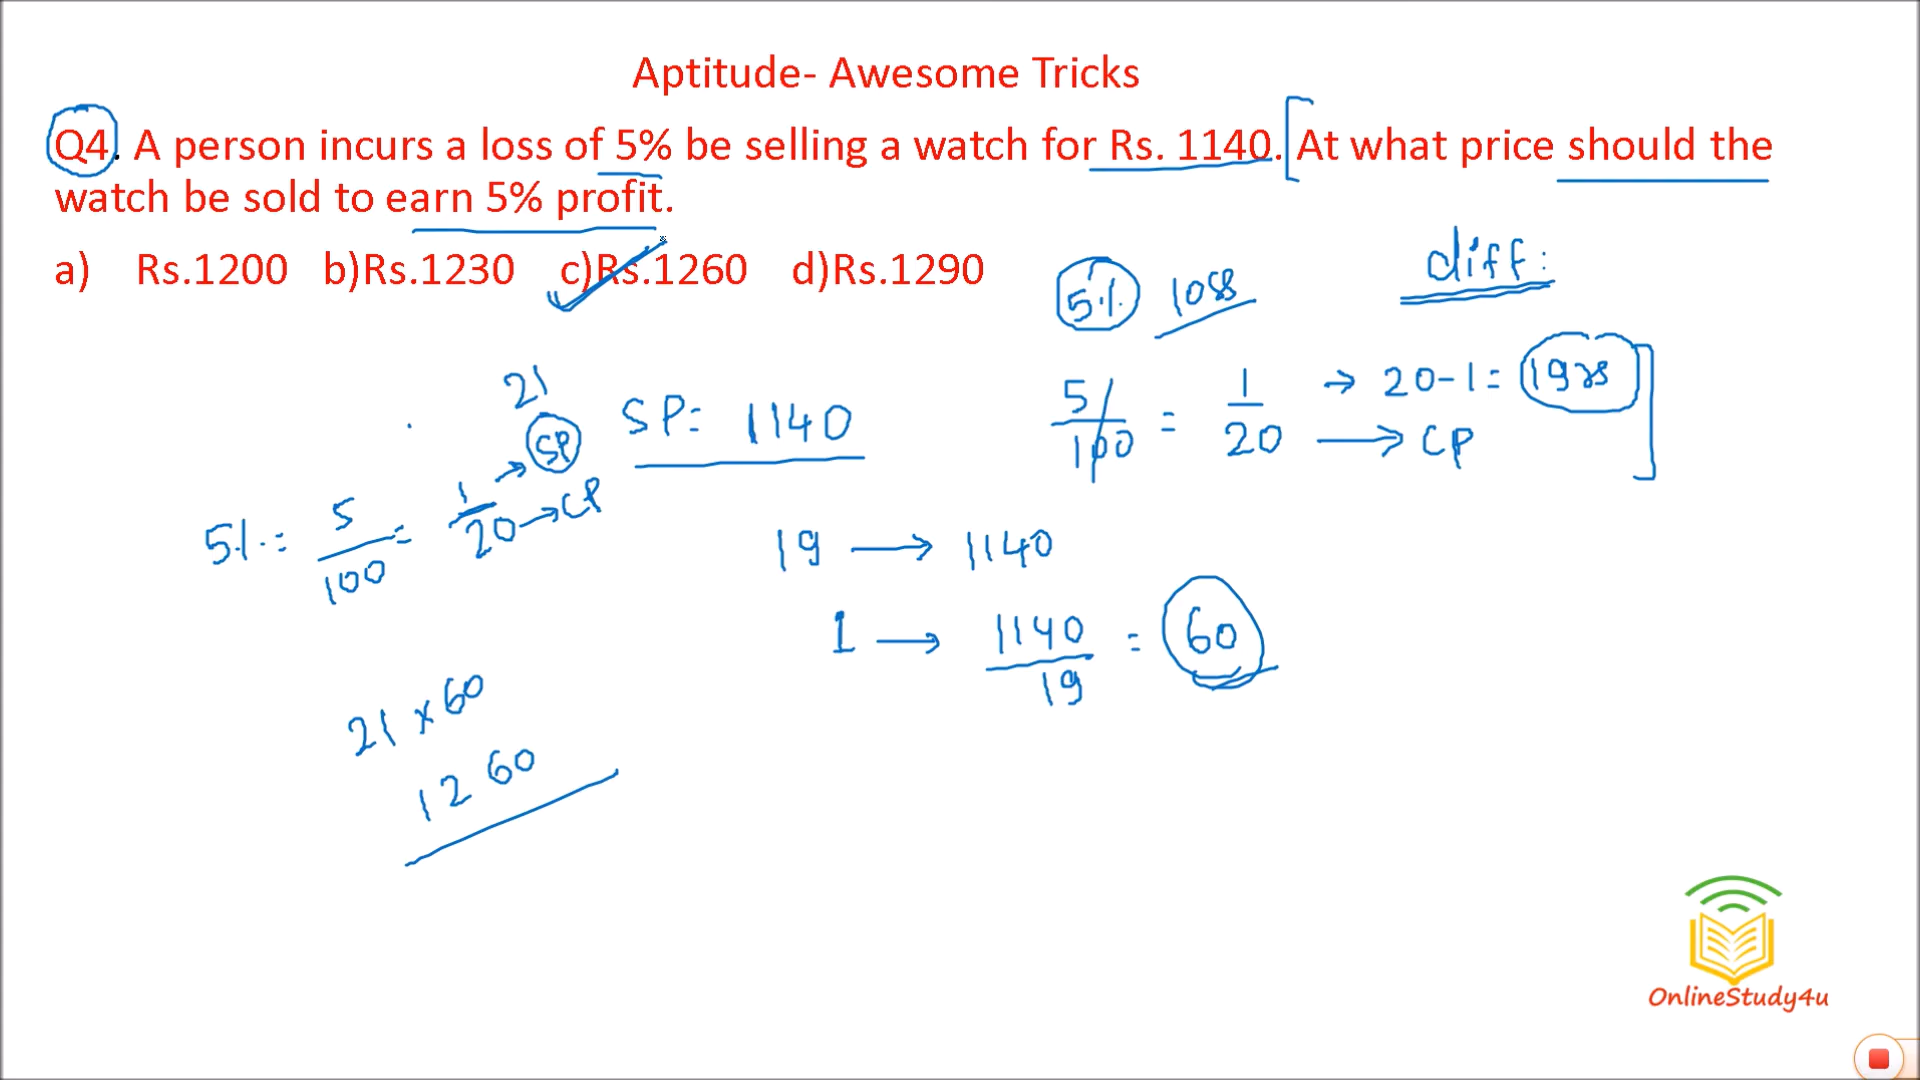 Aptitude- Awesome Tricks
Q4. A person incurs a loss of 5% be selling a watch for Rs. 1140. At what price should the
watch be sold to earn 5% profit.
a) Rs.1200 b)Rs.1230 c)Rs.1260 d)Rs.1290
diff:
5% loss
5/100 = 1/20 → 20-1= 19
→ CP
21
SP
SP= 1140
5% = 5/100 = 1/20 → CP
19 → 1140
1 → 1140/19 = 60
21 x 60
1260
OnlineStudy4u